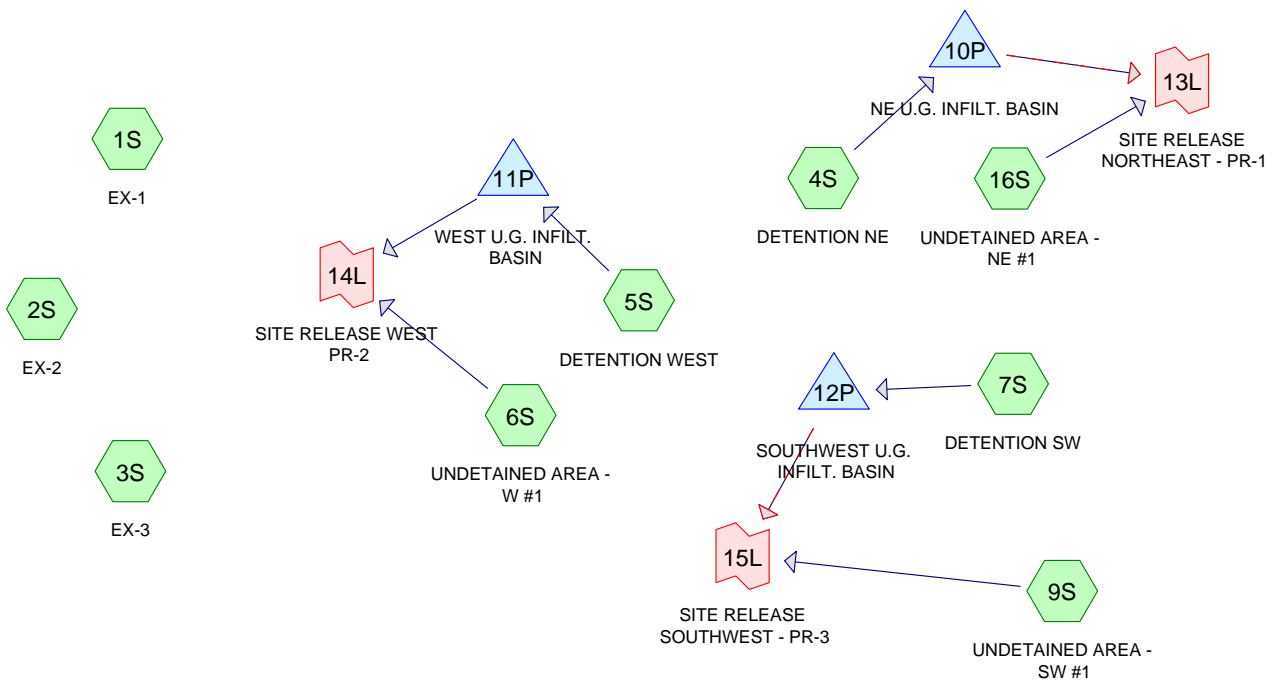 10P
NE U.G. INFILT. BASIN
13L
SITE RELEASE
NORTHEAST - PR-1
4S
DETENTION NE
16S
UNDETAINED AREA -
NE #1
1S
EX-1
2S
EX-2
3S
EX-3
11P
WEST U.G. INFILT.
BASIN
14L
SITE RELEASE WEST
PR-2
5S
DETENTION WEST
6S
UNDETAINED AREA -
W #1
12P
SOUTHWEST U.G.
INFILT. BASIN
7S
DETENTION SW
15L
SITE RELEASE
SOUTHWEST - PR-3
9S
UNDETAINED AREA -
SW #1